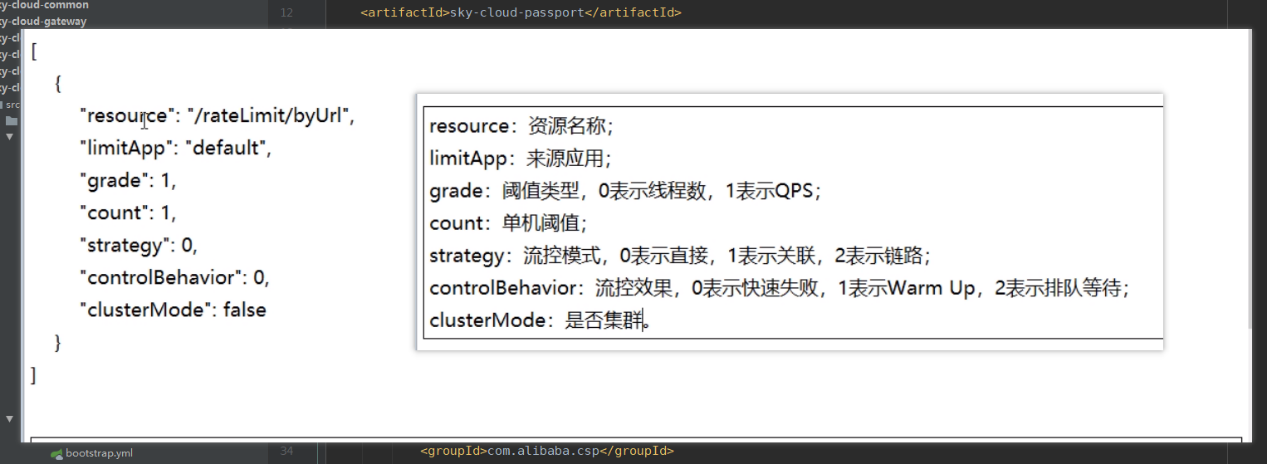 ky-cloud-common
12
<artifactId>sky-cloud-passport</artifactId>
ky-cloud-gateway
[
{
"resource": "/rateLimit/byUrl",
"limitApp": "default",
"grade": 1,
"count": 1,
"strategy": 0,
"controlBehavior": 0,
"clusterMode": false
}
]
resource：资源名称；
limitApp：来源应用；
grade：阈值类型，0表示线程数，1表示QPS；
count：单机阈值；
strategy：流控模式，0表示直接，1表示关联，2表示链路；
controlBehavior：流控效果，0表示快速失败，1表示Warm Up，2表示排队等待；
clusterMode：是否集群。
src
bootstrap.yml
34
<groupId>com.alibaba.csp</groupId>